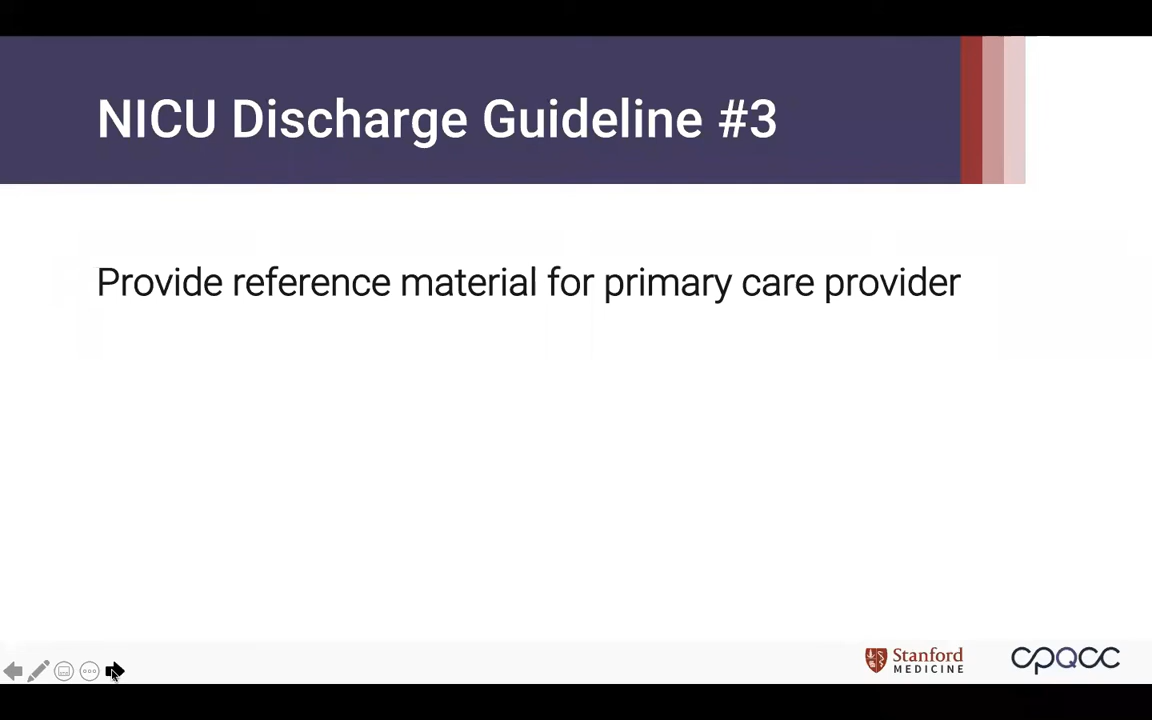 NICU Discharge Guideline #3
Provide reference material for primary care provider
Stanford
MEDICINE
cpqcc